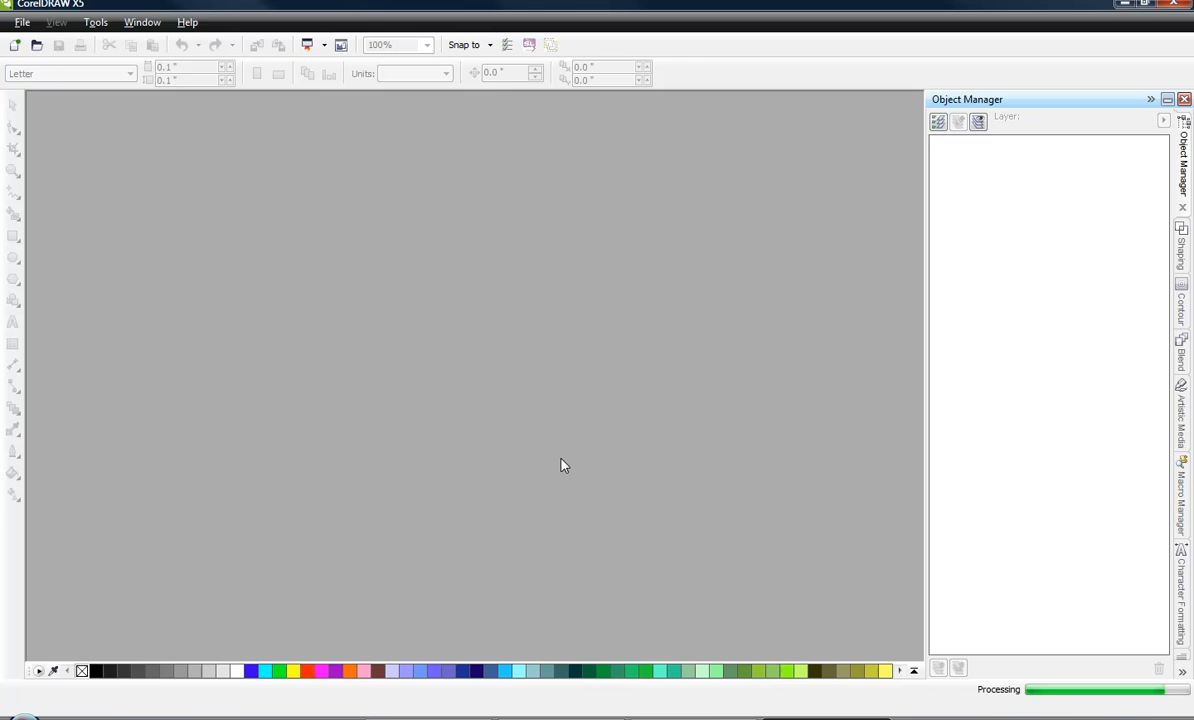 CorelDRAW X5
File View Tools Window Help
100% Snap to
Letter 0.1 " 0.1 " Units: 0.0 " 0.0 " 0.0 "
Object Manager
Layer:
Object Manager
Shaping
Contour
Blend
Artistic Media
Macro Manager
Character Formatting
Processing